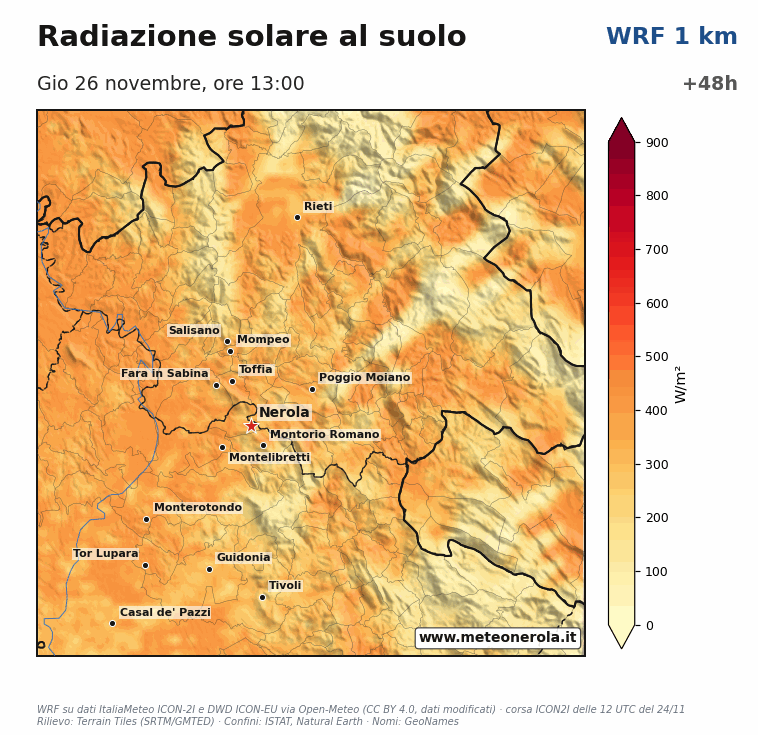 Radiazione solare al suolo
WRF 1 km
Gio 26 novembre, ore 13:00
+48h
Rieti
Salisano
Mompeo
Toffia
Fara in Sabina
Poggio Moiano
Nerola
Montorio Romano
Montelibretti
Monterotondo
Tor Lupara
Guidonia
Tivoli
Casal de' Pazzi
www.meteonerola.it
900
800
700
600
500
400
300
200
100
0
W/m²
WRF su dati ItaliaMeteo ICON-2I e DWD ICON-EU via Open-Meteo (CC BY 4.0, dati modificati) · corsa ICON2I delle 12 UTC del 24/11
Rilievo: Terrain Tiles (SRTM/GMTED) · Confini: ISTAT, Natural Earth · Nomi: GeoNames